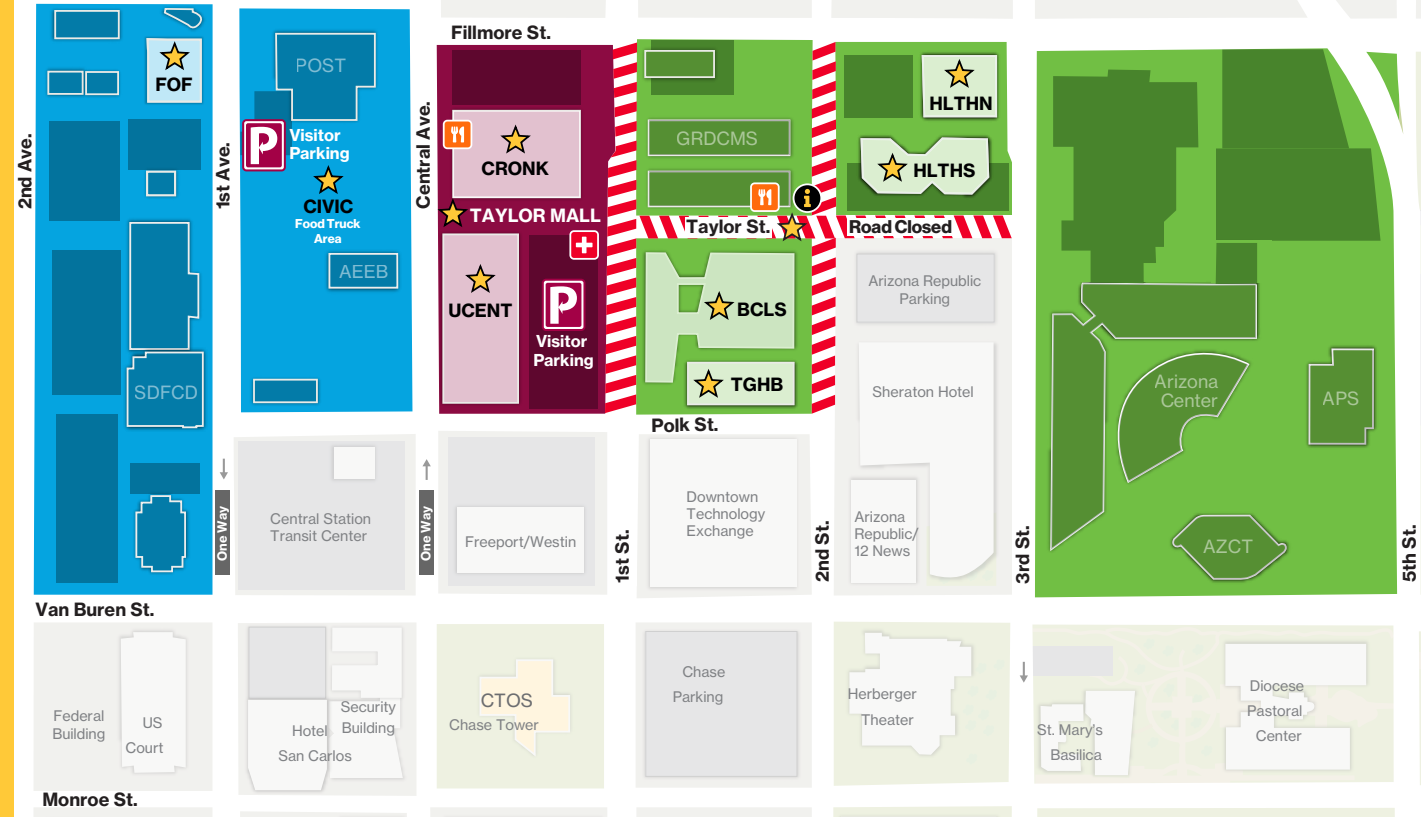 Fillmore St.
2nd Ave.
FOF
1st Ave.
POST
P
Visitor
Parking
CIVIC
Food Truck
Area
AEEB
Central Ave.
CRONK
TAYLOR MALL
UCENT
P
Visitor
Parking
GRDCMS
i
HLTHN
HLTHS
Taylor St.
Road Closed
BCLS
TGHB
Arizona Republic
Parking
Sheraton Hotel
Arizona
Center
APS
SDFCD
Polk St.
One Way
Central Station
Transit Center
One Way
Freeport/Westin
1st St.
Downtown
Technology
Exchange
2nd St.
Arizona
Republic/
12 News
3rd St.
AZCT
5th St.
Van Buren St.
Federal
Building
US
Court
Hotel
San Carlos
Security
Building
CTOS
Chase Tower
Chase
Parking
Herberger
Theater
St. Mary's
Basilica
Diocese
Pastoral
Center
Monroe St.